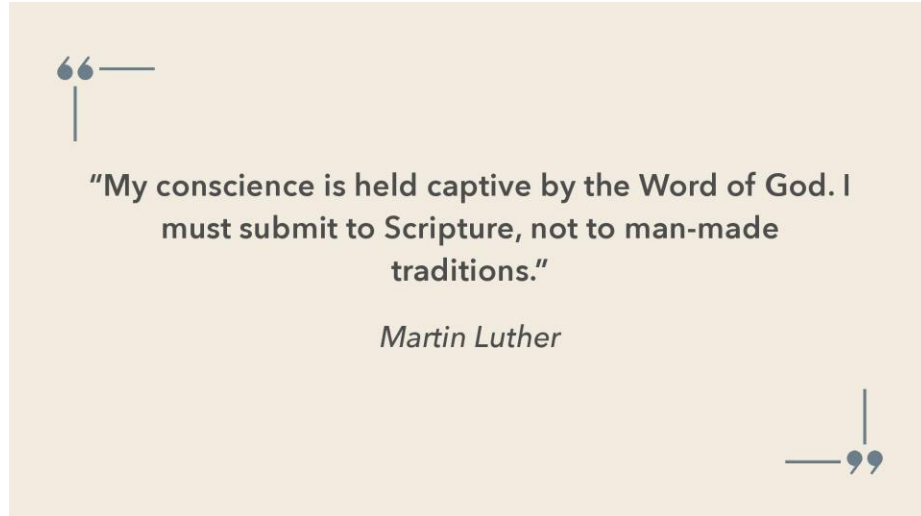 “My conscience is held captive by the Word of God. I
must submit to Scripture, not to man-made
traditions.”
Martin Luther